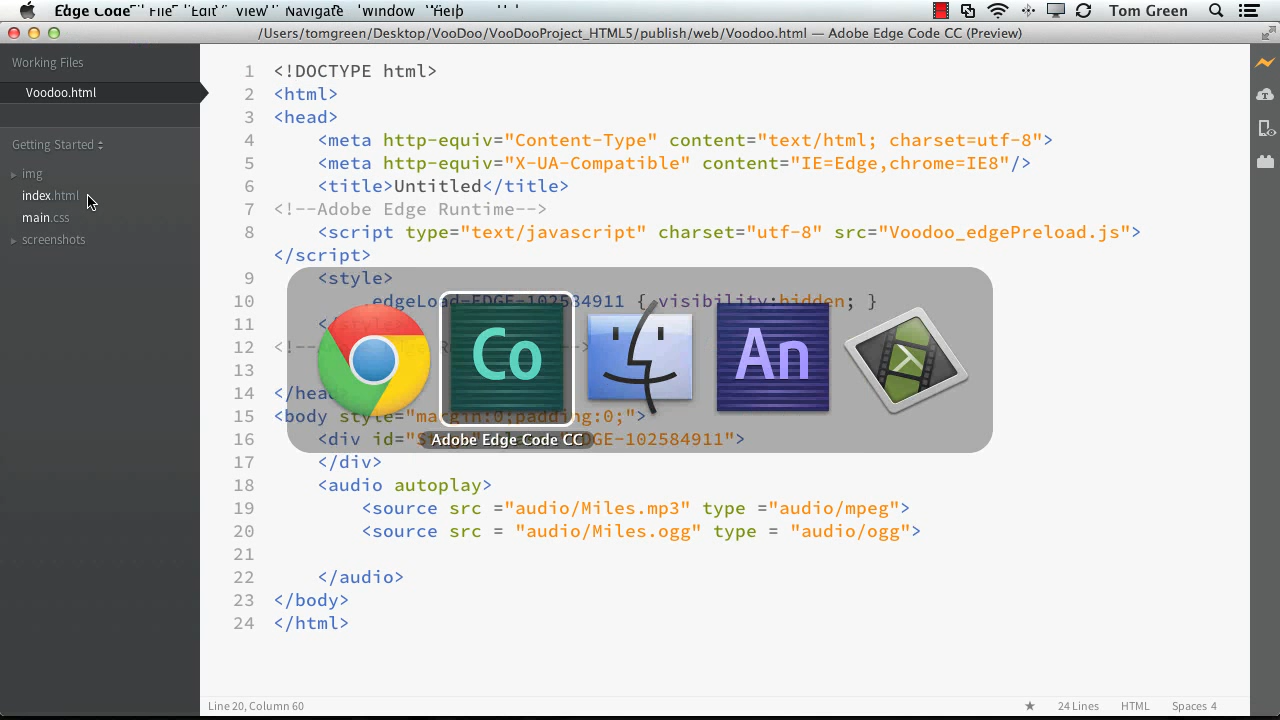 Edge Code File Edit View Navigate Window Help Tom Green
/Users/tomgreen/Desktop/VooDoo/VooDooProject_HTML5/publish/web/Voodoo.html — Adobe Edge Code CC (Preview)
Working Files
Voodoo.html
Getting Started
img
index.html
main.css
screenshots
1 <!DOCTYPE html>
2 <html>
3 <head>
4 <meta http-equiv="Content-Type" content="text/html; charset=utf-8">
5 <meta http-equiv="X-UA-Compatible" content="IE=Edge,chrome=IE8"/>
6 <title>Untitled</title>
7 <!--Adobe Edge Runtime-->
8 <script type="text/javascript" charset="utf-8" src="Voodoo_edgePreload.js">
</script>
9 <style>
10 .edgeLoad-EDGE-102584911 { visibility:hidden; }
11 </style>
12 <!--
13
14 </head>
15 <body style="margin:0;padding:0;">
16 <div id="S EDGE-102584911">
17 </div>
18 <audio autoplay>
19 <source src ="audio/Miles.mp3" type ="audio/mpeg">
20 <source src = "audio/Miles.ogg" type = "audio/ogg">
21
22 </audio>
23 </body>
24 </html>
Co
An
Adobe Edge Code CC
Line 20, Column 60
24 Lines HTML Spaces 4